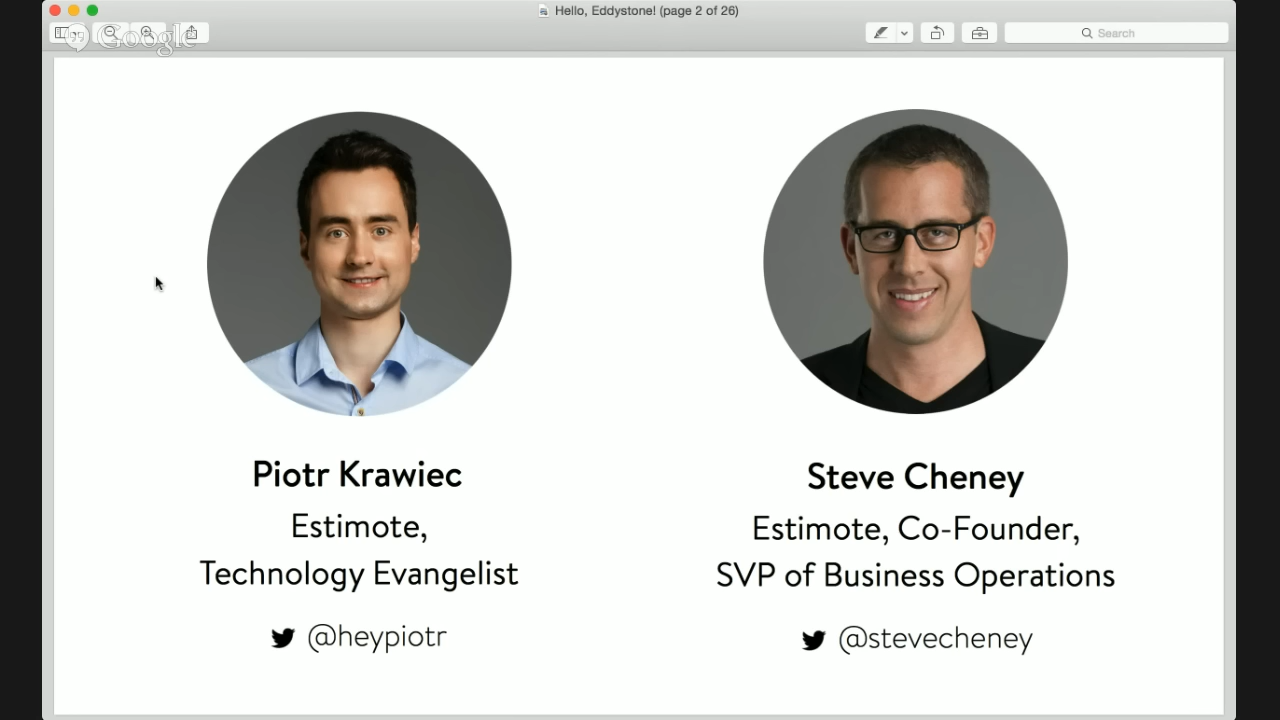 Hello, Eddystone! (page 2 of 26)
Google
Search
Piotr Krawiec
Estimote,
Technology Evangelist
@heypiotr
Steve Cheney
Estimote, Co-Founder,
SVP of Business Operations
@stevecheney